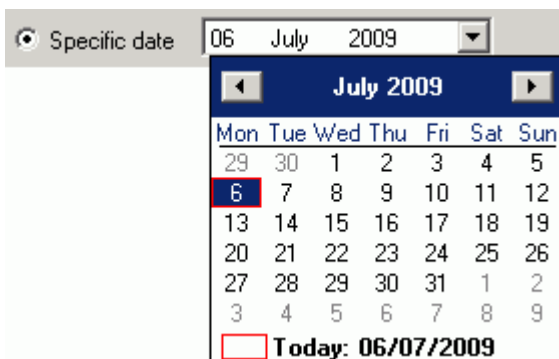 Specific date 06 July 2009
July 2009
Mon Tue Wed Thu Fri Sat Sun
29 30 1 2 3 4 5
6 7 8 9 10 11 12
13 14 15 16 17 18 19
20 21 22 23 24 25 26
27 28 29 30 31 1 2
3 4 5 6 7 8 9
Today: 06/07/2009